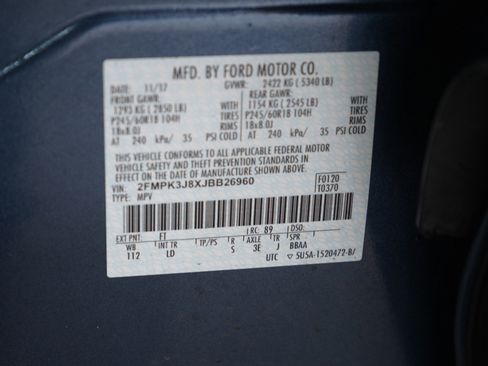 MFD. BY FORD MOTOR CO.
DATE: 11/17 GVWR: 2422 KG ( 5340 LB)
FRONT GAWR: REAR GAWR:
1293 KG ( 2850 LB) 1154 KG ( 2545 LB)
P245/60R18 104H TIRES P245/60R18 104H TIRES
18x8.0J RIMS 18x8.0J RIMS
AT 240 kPa/ 35 PSI COLD AT 240 kPa/ 35 PSI COLD
THIS VEHICLE CONFORMS TO ALL APPLICABLE FEDERAL MOTOR
VEHICLE SAFETY AND THEFT PREVENTION STANDARDS IN
EFFECT ON THE DATE OF MANUFACTURE SHOWN ABOVE.
VIN: 2FMPK3J8XJBB26960 F0120
TYPE: MPV T0370
EXT PNT: FT RC: 89 DSO:
WB INT TR TP/PS R AXLE TR SPR
112 LD S 3E J BBAA
UTC ▽ 5U5A-1520472-B/